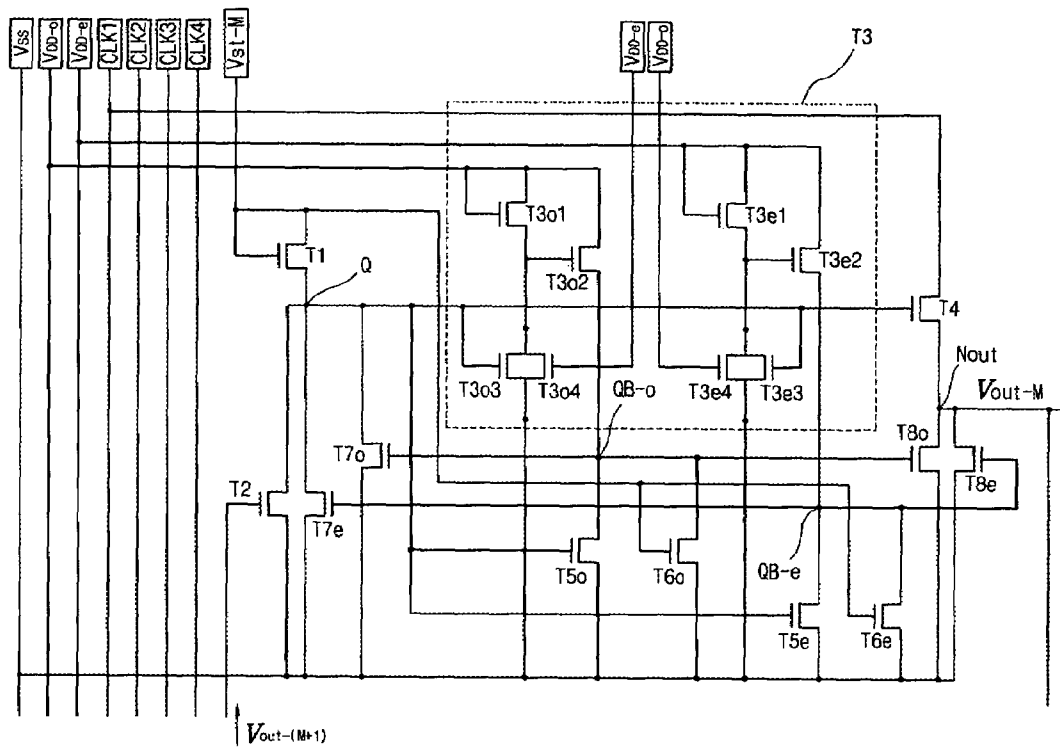 Vss
VDD-o
VDD-e
CLK1
CLK2
CLK3
CLK4
Vst-M
VDD-e
VDD-o
T3
T3o1
T3e1
T1
Q
T3o2
T3e2
T4
T3o3
T3o4
QB-o
T3e4
T3e3
Nout
Vout-M
T7o
T8o
T2
T7e
T8e
T5o
T6o
QB-e
T5e
T6e
Vout-(M+1)